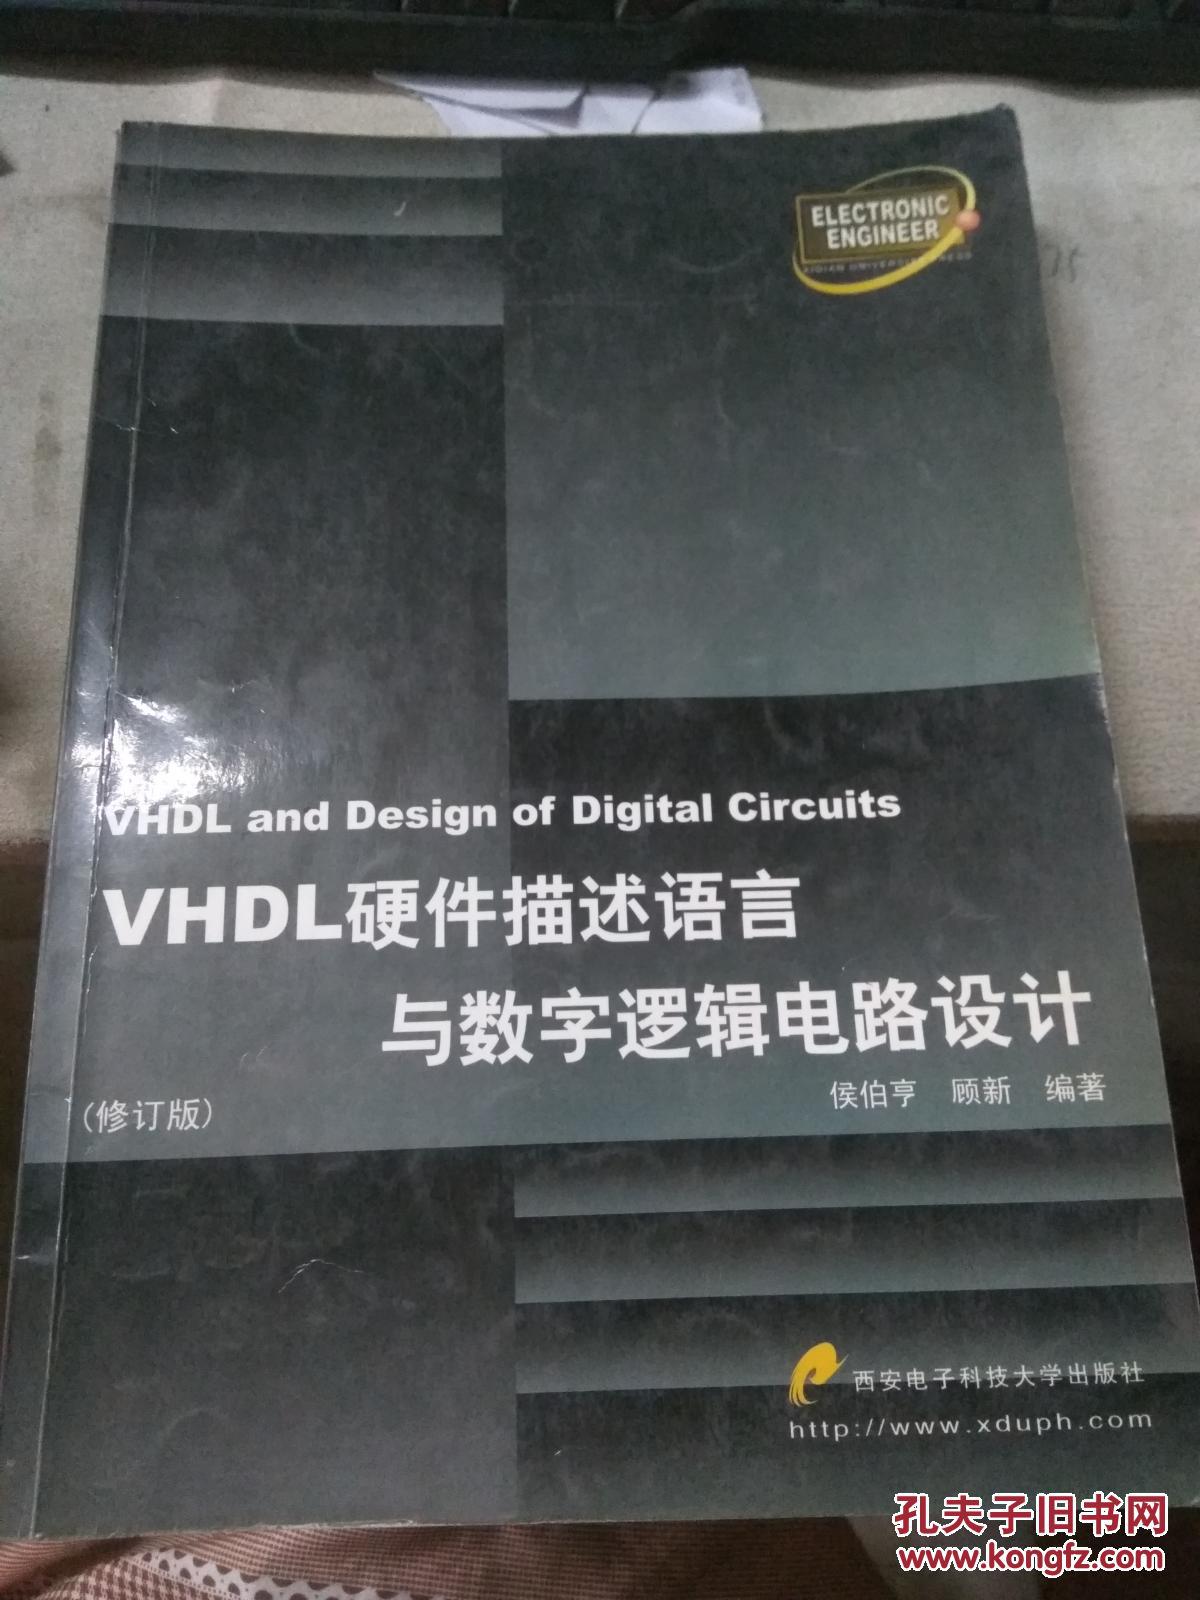 ELECTRONIC
ENGINEER
XIDIAN UNIVERSITY PRESS
VHDL and Design of Digital Circuits
VHDL硬件描述语言
与数字逻辑电路设计
侯伯亨 顾新 编著
(修订版)
西安电子科技大学出版社
http://www.xduph.com
孔夫子旧书网
www.kongfz.com